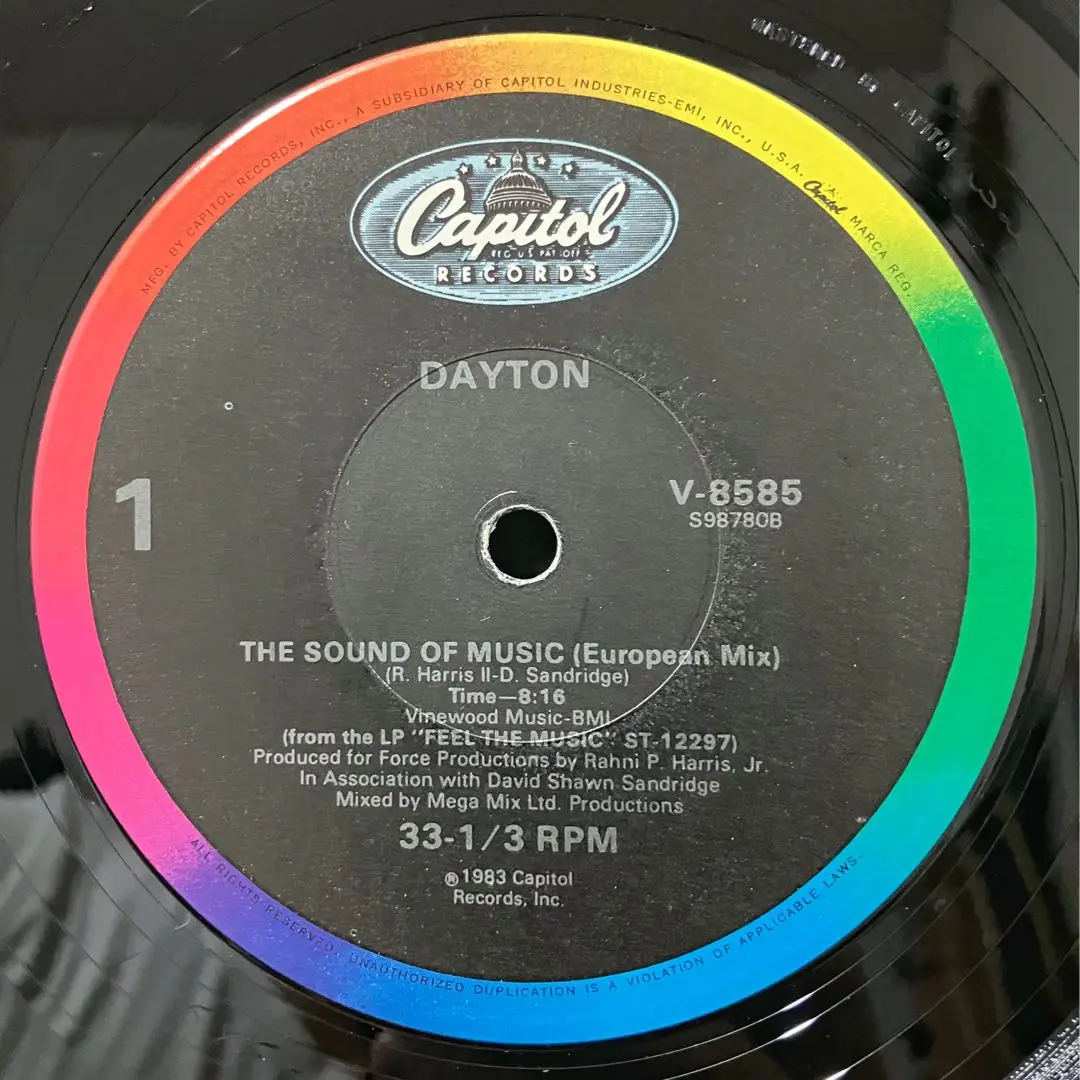 MASTERED BY CAPITOL
MFG. BY CAPITOL RECORDS, INC., A SUBSIDIARY OF CAPITOL INDUSTRIES-EMI, INC., U.S.A. Capitol MARCA REG.
Capitol
REG. U.S. PAT. OFF.
RECORDS
DAYTON
1
V-8585
S98780B
THE SOUND OF MUSIC (European Mix)
(R. Harris II-D. Sandridge)
Time—8:16
Vinewood Music-BMI
(from the LP "FEEL THE MUSIC" ST-12297)
Produced for Force Productions by Rahni P. Harris, Jr.
In Association with David Shawn Sandridge
Mixed by Mega Mix Ltd. Productions
33-1/3 RPM
℗ 1983 Capitol
Records, Inc.
ALL RIGHTS RESERVED. UNAUTHORIZED DUPLICATION IS A VIOLATION OF APPLICABLE LAWS.